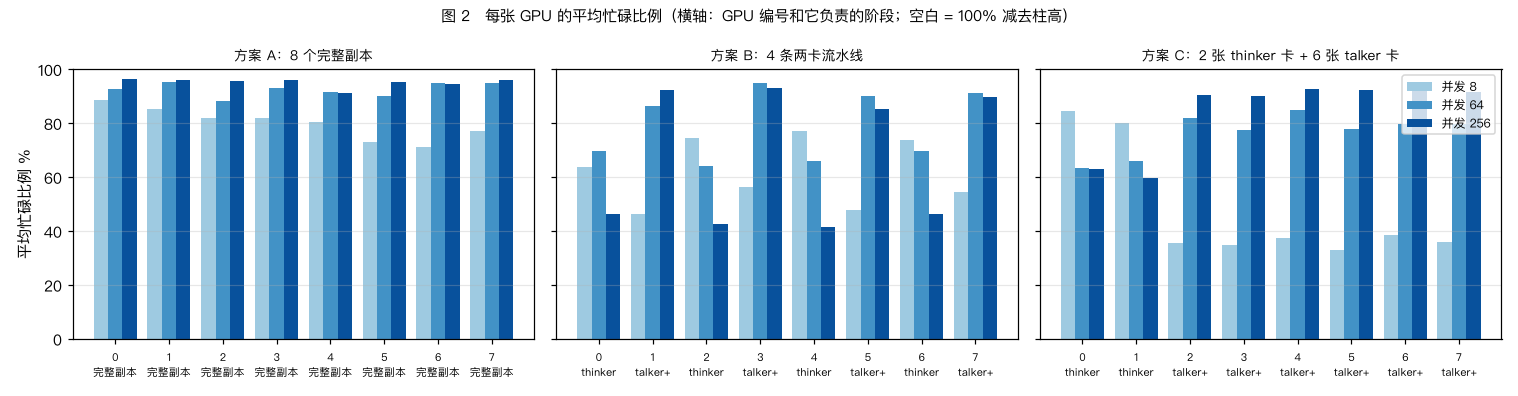 图 2　每张 GPU 的平均忙碌比例（横轴：GPU 编号和它负责的阶段；空白 = 100% 减去柱高）
方案 A：8 个完整副本
平均忙碌比例 %
100
80
60
40
20
0
0 1 2 3 4 5 6 7
完整副本 完整副本 完整副本 完整副本 完整副本 完整副本 完整副本 完整副本
方案 B：4 条两卡流水线
0 1 2 3 4 5 6 7
thinker talker+ thinker talker+ thinker talker+ thinker talker+
方案 C：2 张 thinker 卡 + 6 张 talker 卡
并发 8
并发 64
并发 256
0 1 2 3 4 5 6 7
thinker thinker talker+ talker+ talker+ talker+ talker+ talker+